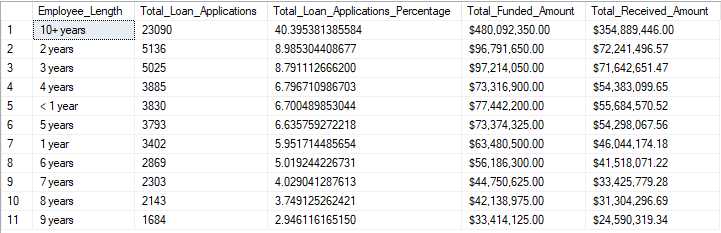 Employee_Length Total_Loan_Applications Total_Loan_Applications_Percentage Total_Funded_Amount Total_Received_Amount
1 10+ years 23090 40.395381385584 $480,092,350.00 $354,889,446.00
2 2 years 5136 8.985304408677 $96,791,650.00 $72,241,496.57
3 3 years 5025 8.791112666200 $97,214,050.00 $71,642,651.47
4 4 years 3885 6.796710986703 $73,316,900.00 $54,383,099.65
5 < 1 year 3830 6.700489853044 $77,442,200.00 $55,684,570.52
6 5 years 3793 6.635759272218 $73,374,325.00 $54,298,067.56
7 1 year 3402 5.951714485654 $63,480,500.00 $46,044,174.18
8 6 years 2869 5.019244226731 $56,186,300.00 $41,518,071.22
9 7 years 2303 4.029041287613 $44,750,625.00 $33,425,779.28
10 8 years 2143 3.749125262421 $42,138,975.00 $31,304,296.69
11 9 years 1684 2.946116165150 $33,414,125.00 $24,590,319.34